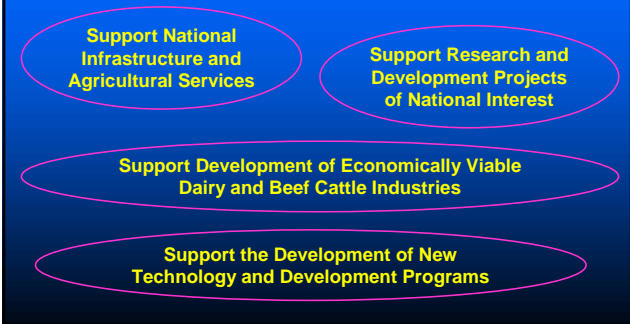 Support National
Infrastructure and
Agricultural Services
Support Research and
Development Projects
of National Interest
Support Development of Economically Viable
Dairy and Beef Cattle Industries
Support the Development of New
Technology and Development Programs